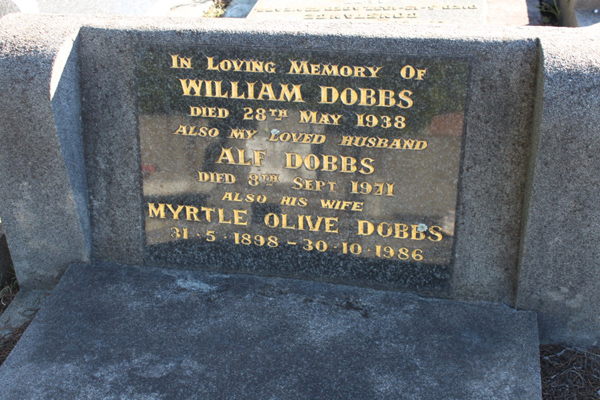 In Loving Memory Of
William Dobbs
Died 28th May 1938
Also my loved husband
Alf Dobbs
Died 8th Sept 1971
Also his wife
Myrtle Olive Dobbs
31·5·1898 – 30·10·1986